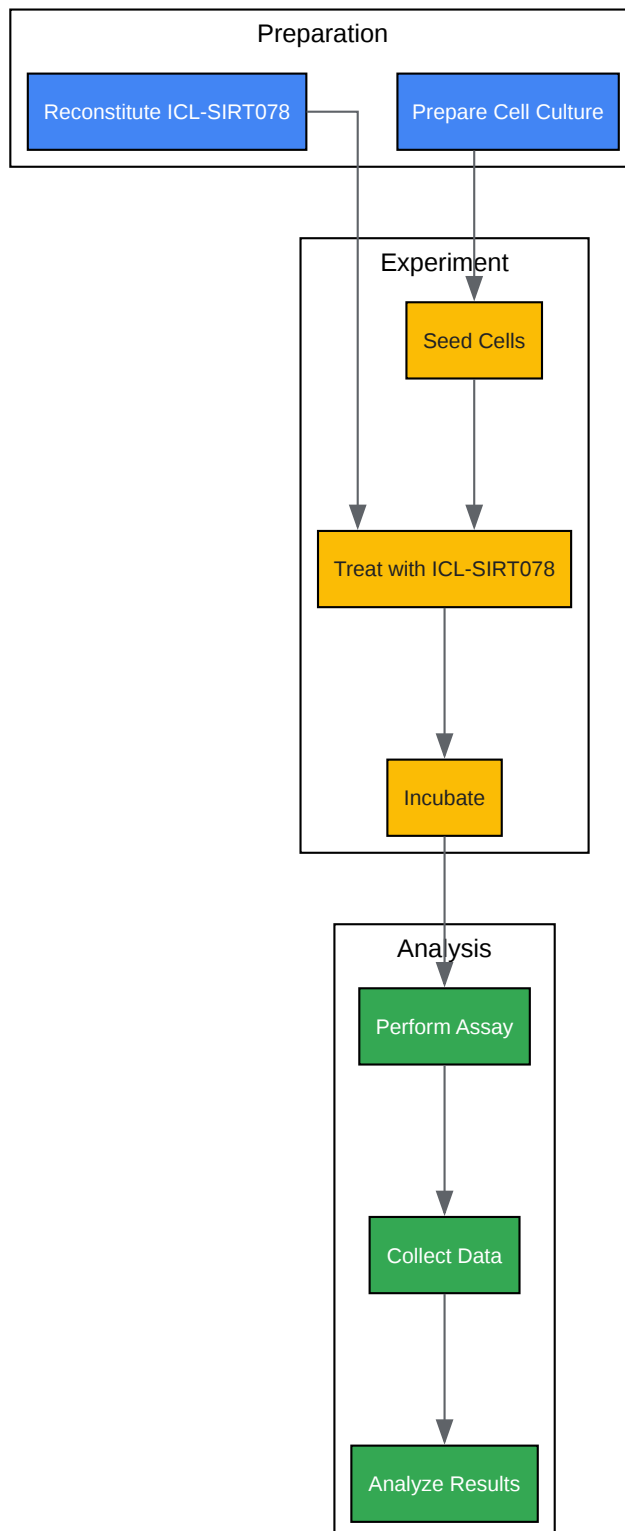 Preparation
Reconstitute ICL-SIRT078
Prepare Cell Culture
Experiment
Seed Cells
Treat with ICL-SIRT078
Incubate
Analysis
Perform Assay
Collect Data
Analyze Results